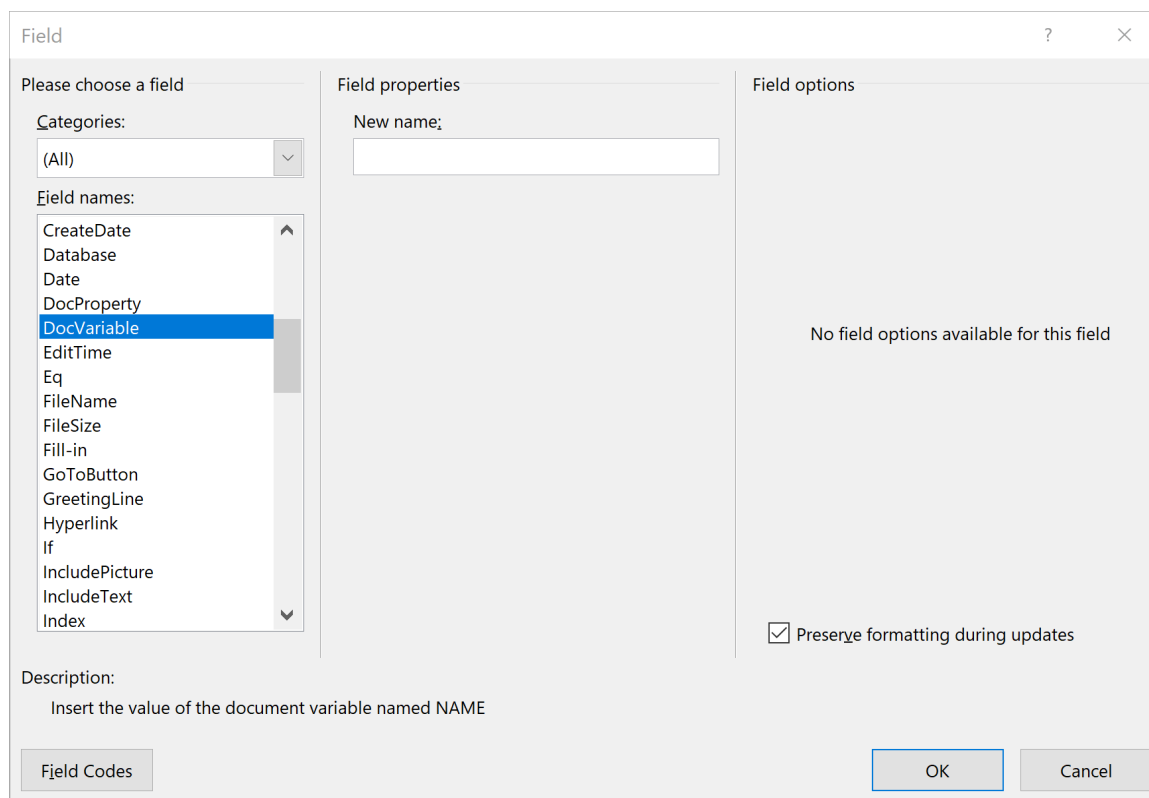 Field
?
Please choose a field
Categories:
(All)
Field names:
CreateDate
Database
Date
DocProperty
DocVariable
EditTime
Eq
FileName
FileSize
Fill-in
GoToButton
GreetingLine
Hyperlink
If
IncludePicture
IncludeText
Index
Field properties
New name:
Field options
No field options available for this field
Preserve formatting during updates
Description:
Insert the value of the document variable named NAME
Field Codes
OK
Cancel